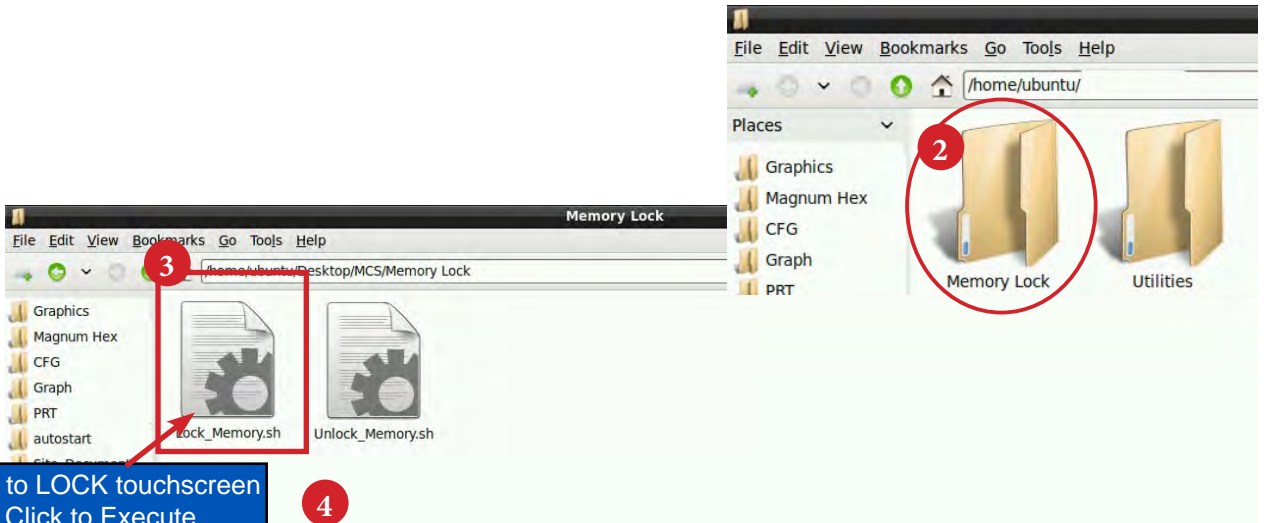 File Edit View Bookmarks Go Tools Help
/home/ubuntu/
Places
Graphics
Magnum Hex
CFG
Graph
PRT
2
Memory Lock
Utilities
Memory Lock
File Edit View Bookmarks Go Tools Help
3
/home/ubuntu/Desktop/MCS/Memory Lock
Graphics
Magnum Hex
CFG
Graph
PRT
autostart
Lock_Memory.sh
Unlock_Memory.sh
to LOCK touchscreen
Click to Execute
4